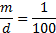 m/d = 1/100